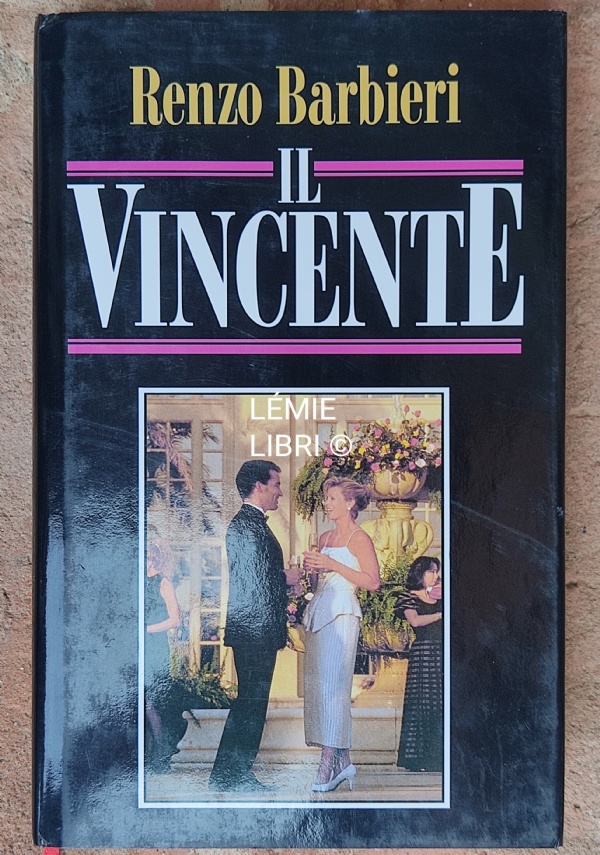 Renzo Barbieri
IL
VINCENTE
LÉMIE
LIBRI ©